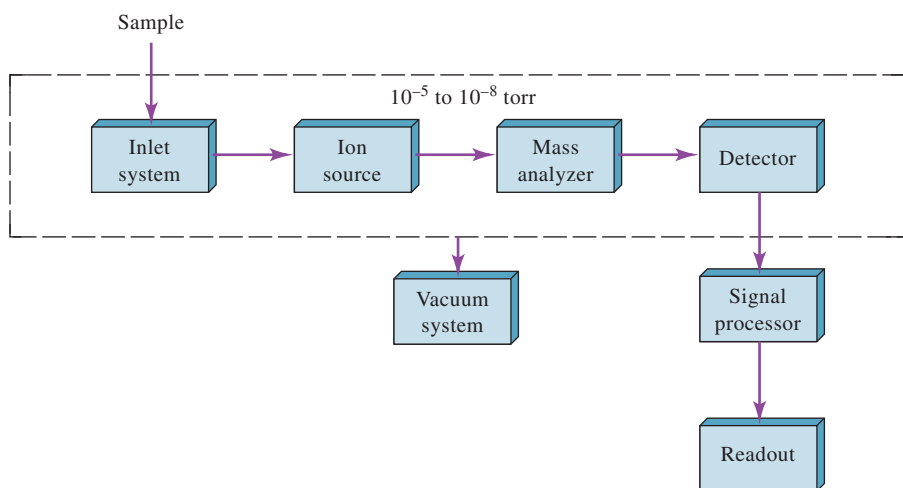 Sample
10⁻⁵ to 10⁻⁸ torr
Inlet
system
Ion
source
Mass
analyzer
Detector
Vacuum
system
Signal
processor
Readout